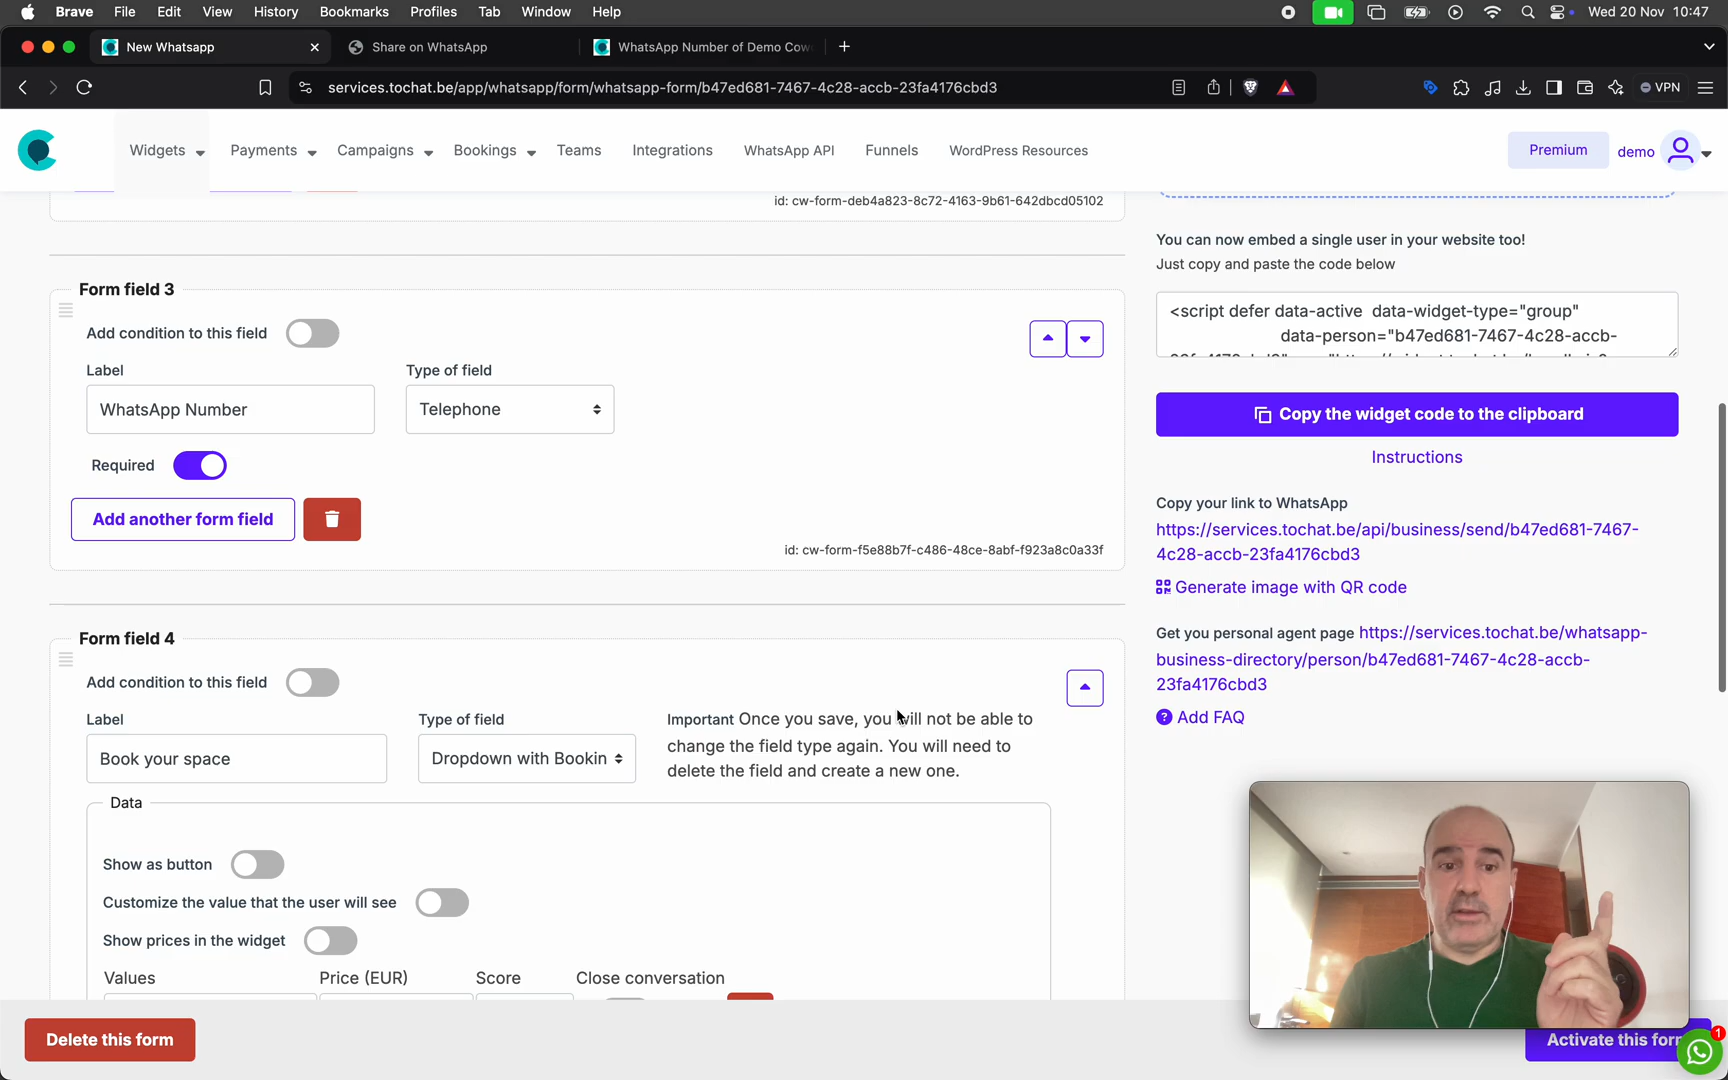 Brave File Edit View History Bookmarks Profiles Tab Window Help Wed 20 Nov 10:47
New Whatsapp Share on WhatsApp WhatsApp Number of Demo Cow
services.tochat.be/app/whatsapp/form/whatsapp-form/b47ed681-7467-4c28-accb-23fa4176cbd3 VPN
Widgets Payments Campaigns Bookings Teams Integrations WhatsApp API Funnels WordPress Resources Premium demo
id: cw-form-deb4a823-8c72-4163-9b61-642dbcd05102
Form field 3
Add condition to this field
Label Type of field
WhatsApp Number Telephone
Required
Add another form field
id: cw-form-f5e88b7f-c486-48ce-8abf-f923a8c0a33f
Form field 4
Add condition to this field
Label Type of field
Book your space Dropdown with Bookin
Important Once you save, you will not be able to
change the field type again. You will need to
delete the field and create a new one.
Data
Show as button
Customize the value that the user will see
Show prices in the widget
Values Price (EUR) Score Close conversation
Delete this form
You can now embed a single user in your website too!
Just copy and paste the code below
<script defer data-active data-widget-type="group"
data-person="b47ed681-7467-4c28-accb-
Copy the widget code to the clipboard
Instructions
Copy your link to WhatsApp
https://services.tochat.be/api/business/send/b47ed681-7467-
4c28-accb-23fa4176cbd3
Generate image with QR code
Get you personal agent page https://services.tochat.be/whatsapp-
business-directory/person/b47ed681-7467-4c28-accb-
23fa4176cbd3
? Add FAQ
Activate this form
1